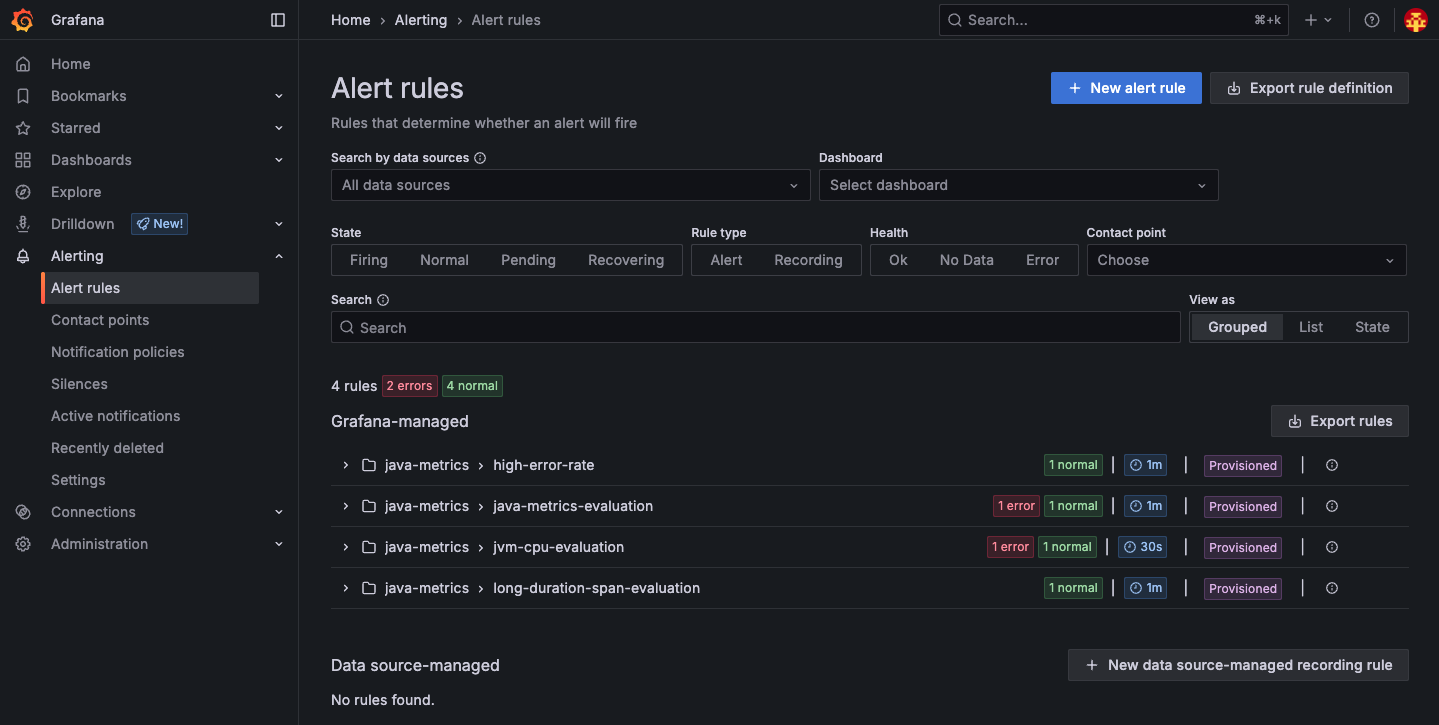 Grafana
Home › Alerting › Alert rules
Search... ⌘+k
Home
Bookmarks
Starred
Dashboards
Explore
Drilldown New!
Alerting
Alert rules
Contact points
Notification policies
Silences
Active notifications
Recently deleted
Settings
Connections
Administration
Alert rules
New alert rule
Export rule definition
Rules that determine whether an alert will fire
Search by data sources
All data sources
Dashboard
Select dashboard
State
Firing Normal Pending Recovering
Rule type
Alert Recording
Health
Ok No Data Error
Contact point
Choose
Search
Search
View as
Grouped List State
4 rules 2 errors 4 normal
Grafana-managed
Export rules
java-metrics › high-error-rate 1 normal | 1m | Provisioned |
java-metrics › java-metrics-evaluation 1 error 1 normal | 1m | Provisioned |
java-metrics › jvm-cpu-evaluation 1 error 1 normal | 30s | Provisioned |
java-metrics › long-duration-span-evaluation 1 normal | 1m | Provisioned |
Data source-managed
New data source-managed recording rule
No rules found.